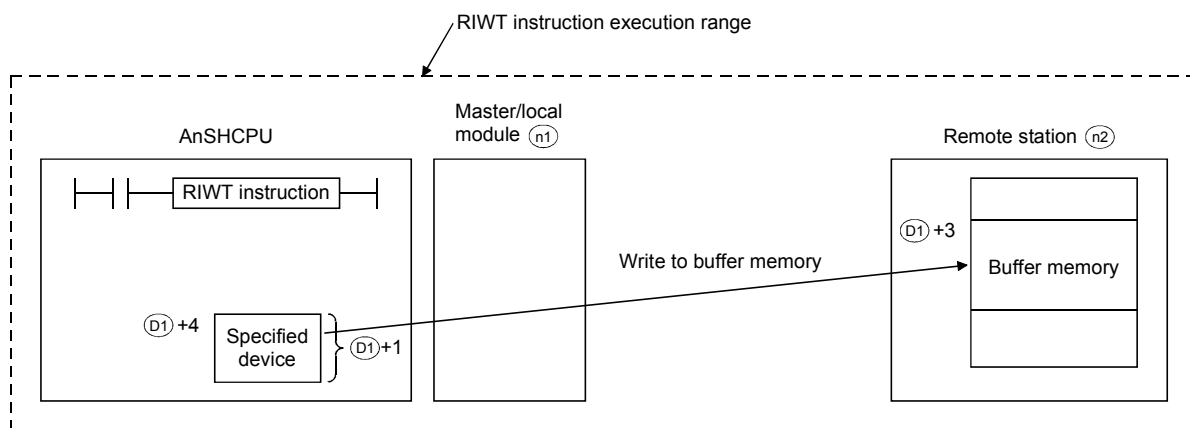 RIWT instruction execution range
AnSHCPU
Master/local
module n1
Remote station n2
RIWT instruction
D1 +3
Write to buffer memory
Buffer memory
D1 +4
Specified
device
D1 +1